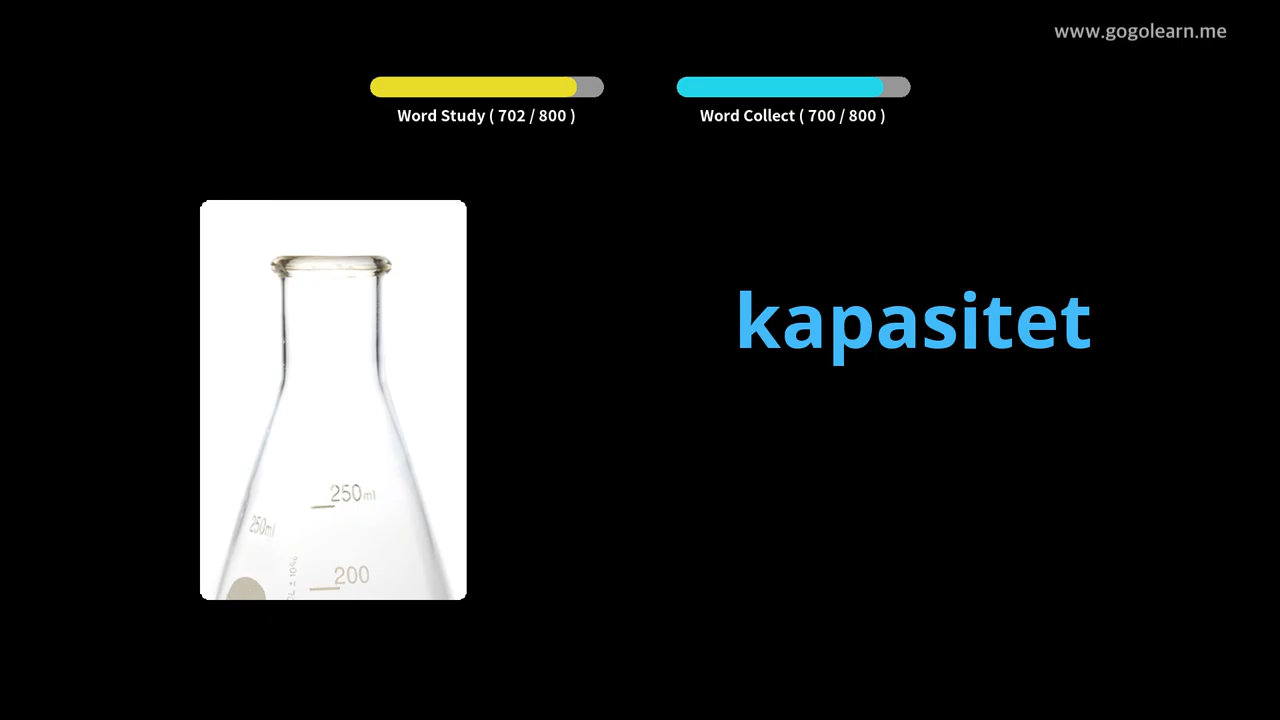 www.gogolearn.me
Word Study ( 702 / 800 )
Word Collect ( 700 / 800 )
kapasitet
250ml
250ml
200